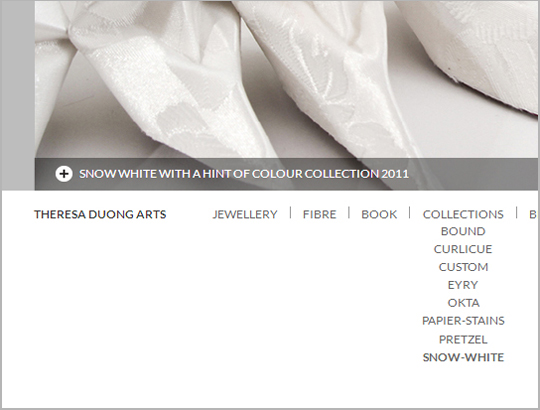 SNOW WHITE WITH A HINT OF COLOUR COLLECTION 2011
THERESA DUONG ARTS JEWELLERY | FIBRE | BOOK | COLLECTIONS |
BOUND
CURLICUE
CUSTOM
EYRY
OKTA
PAPIER-STAINS
PRETZEL
SNOW-WHITE